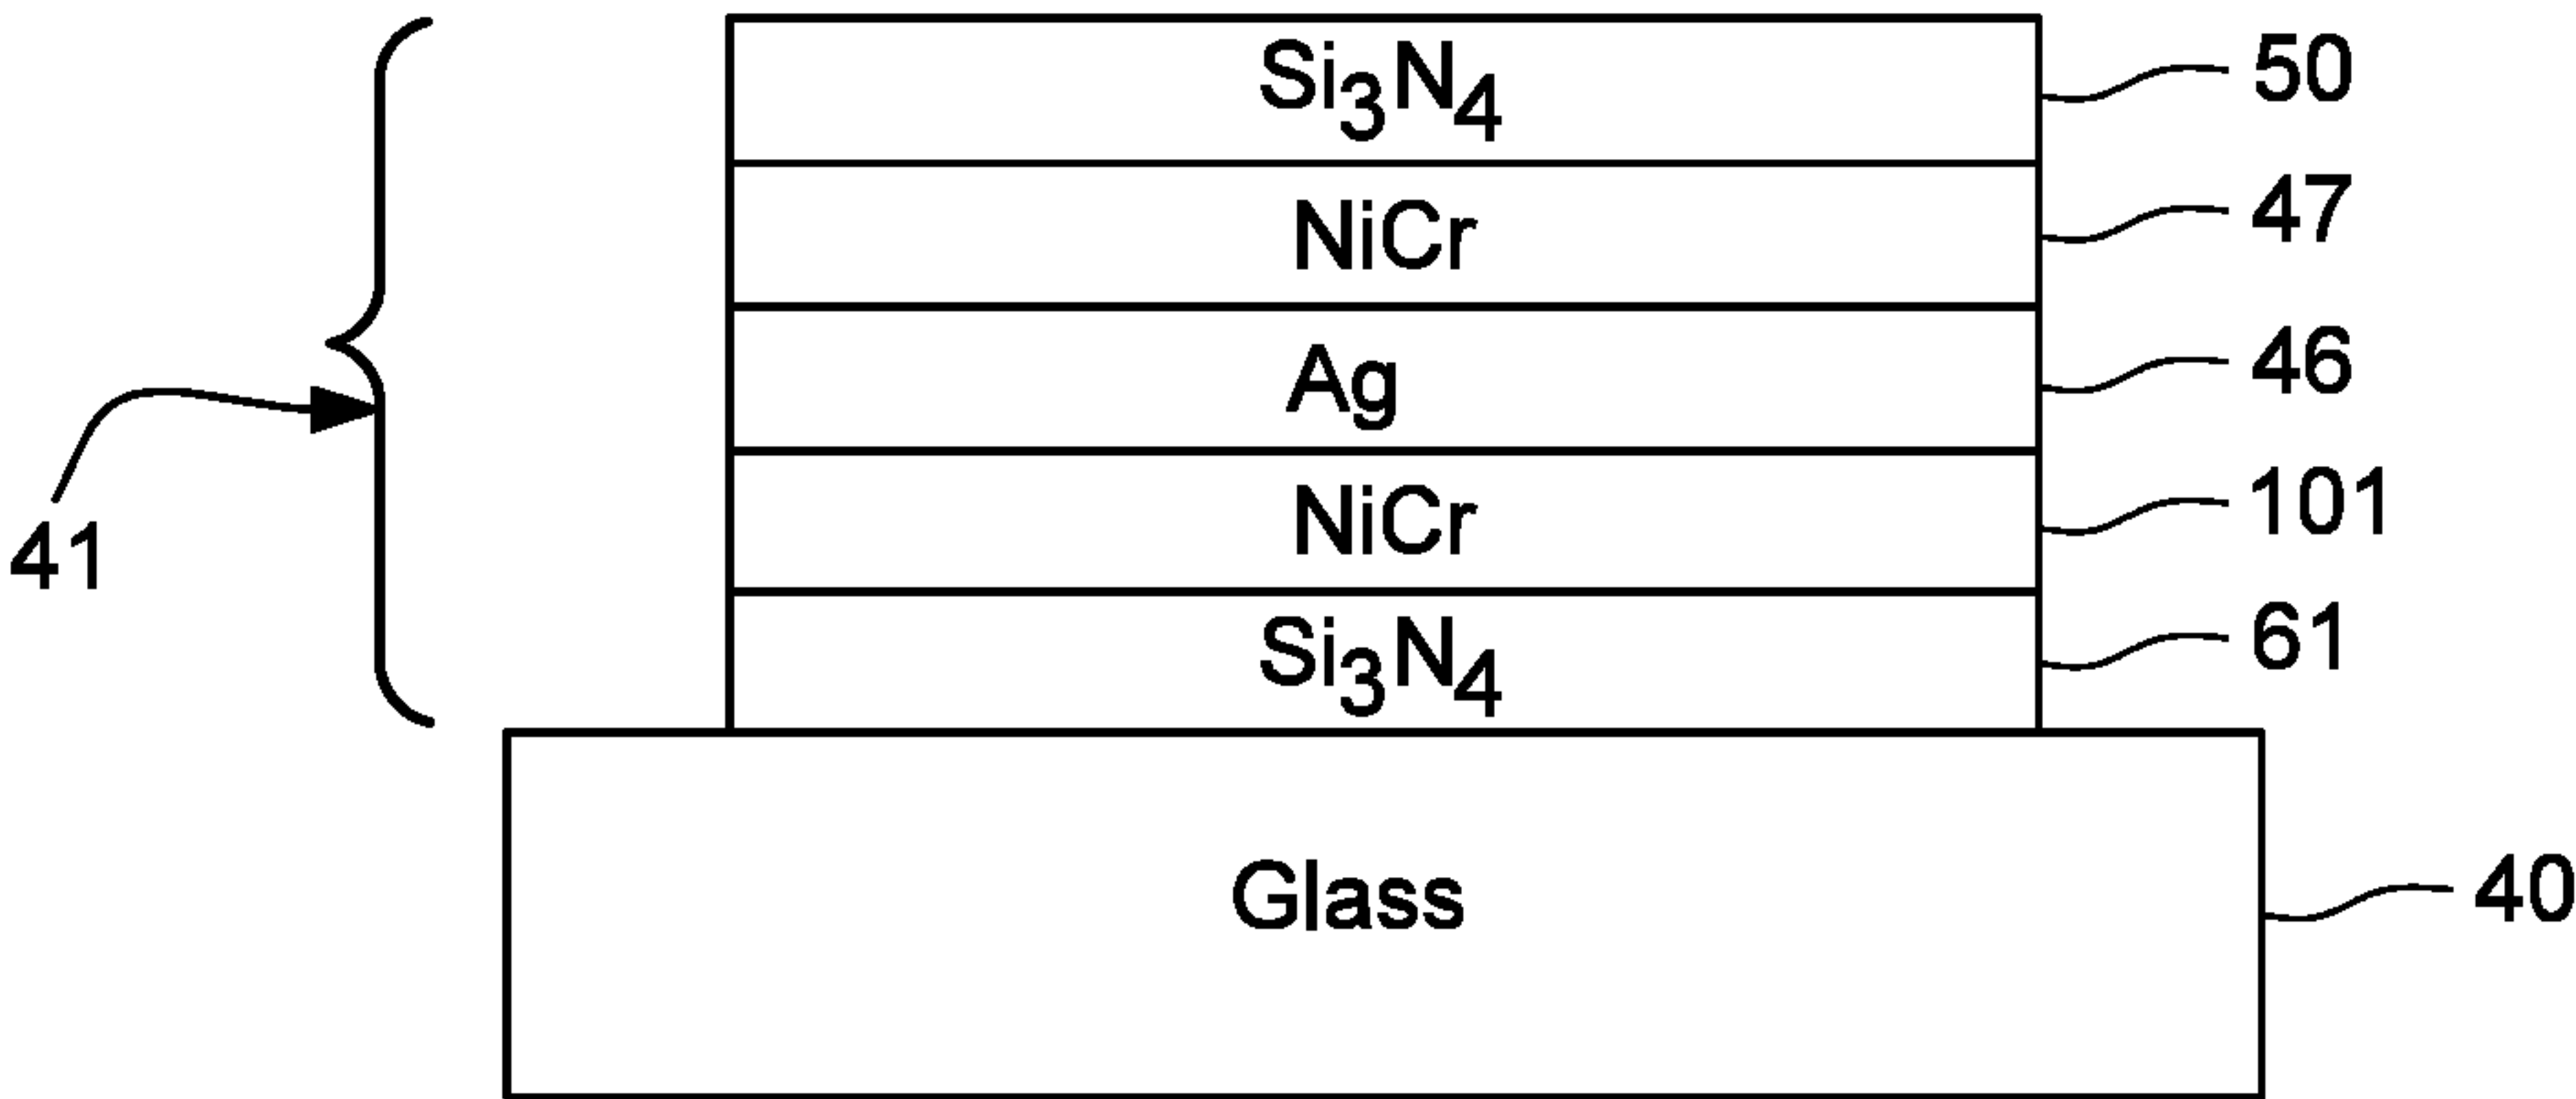 Si₃N₄ 50
NiCr 47
Ag 46
NiCr 101
41
Si₃N₄ 61
Glass 40